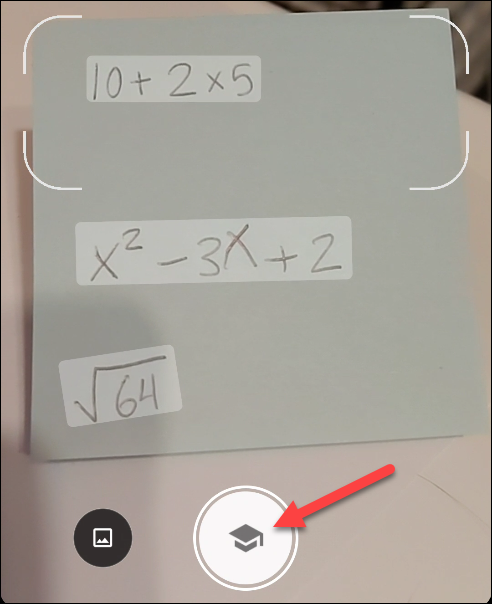 10 + 2 × 5
x² - 3x + 2
√64